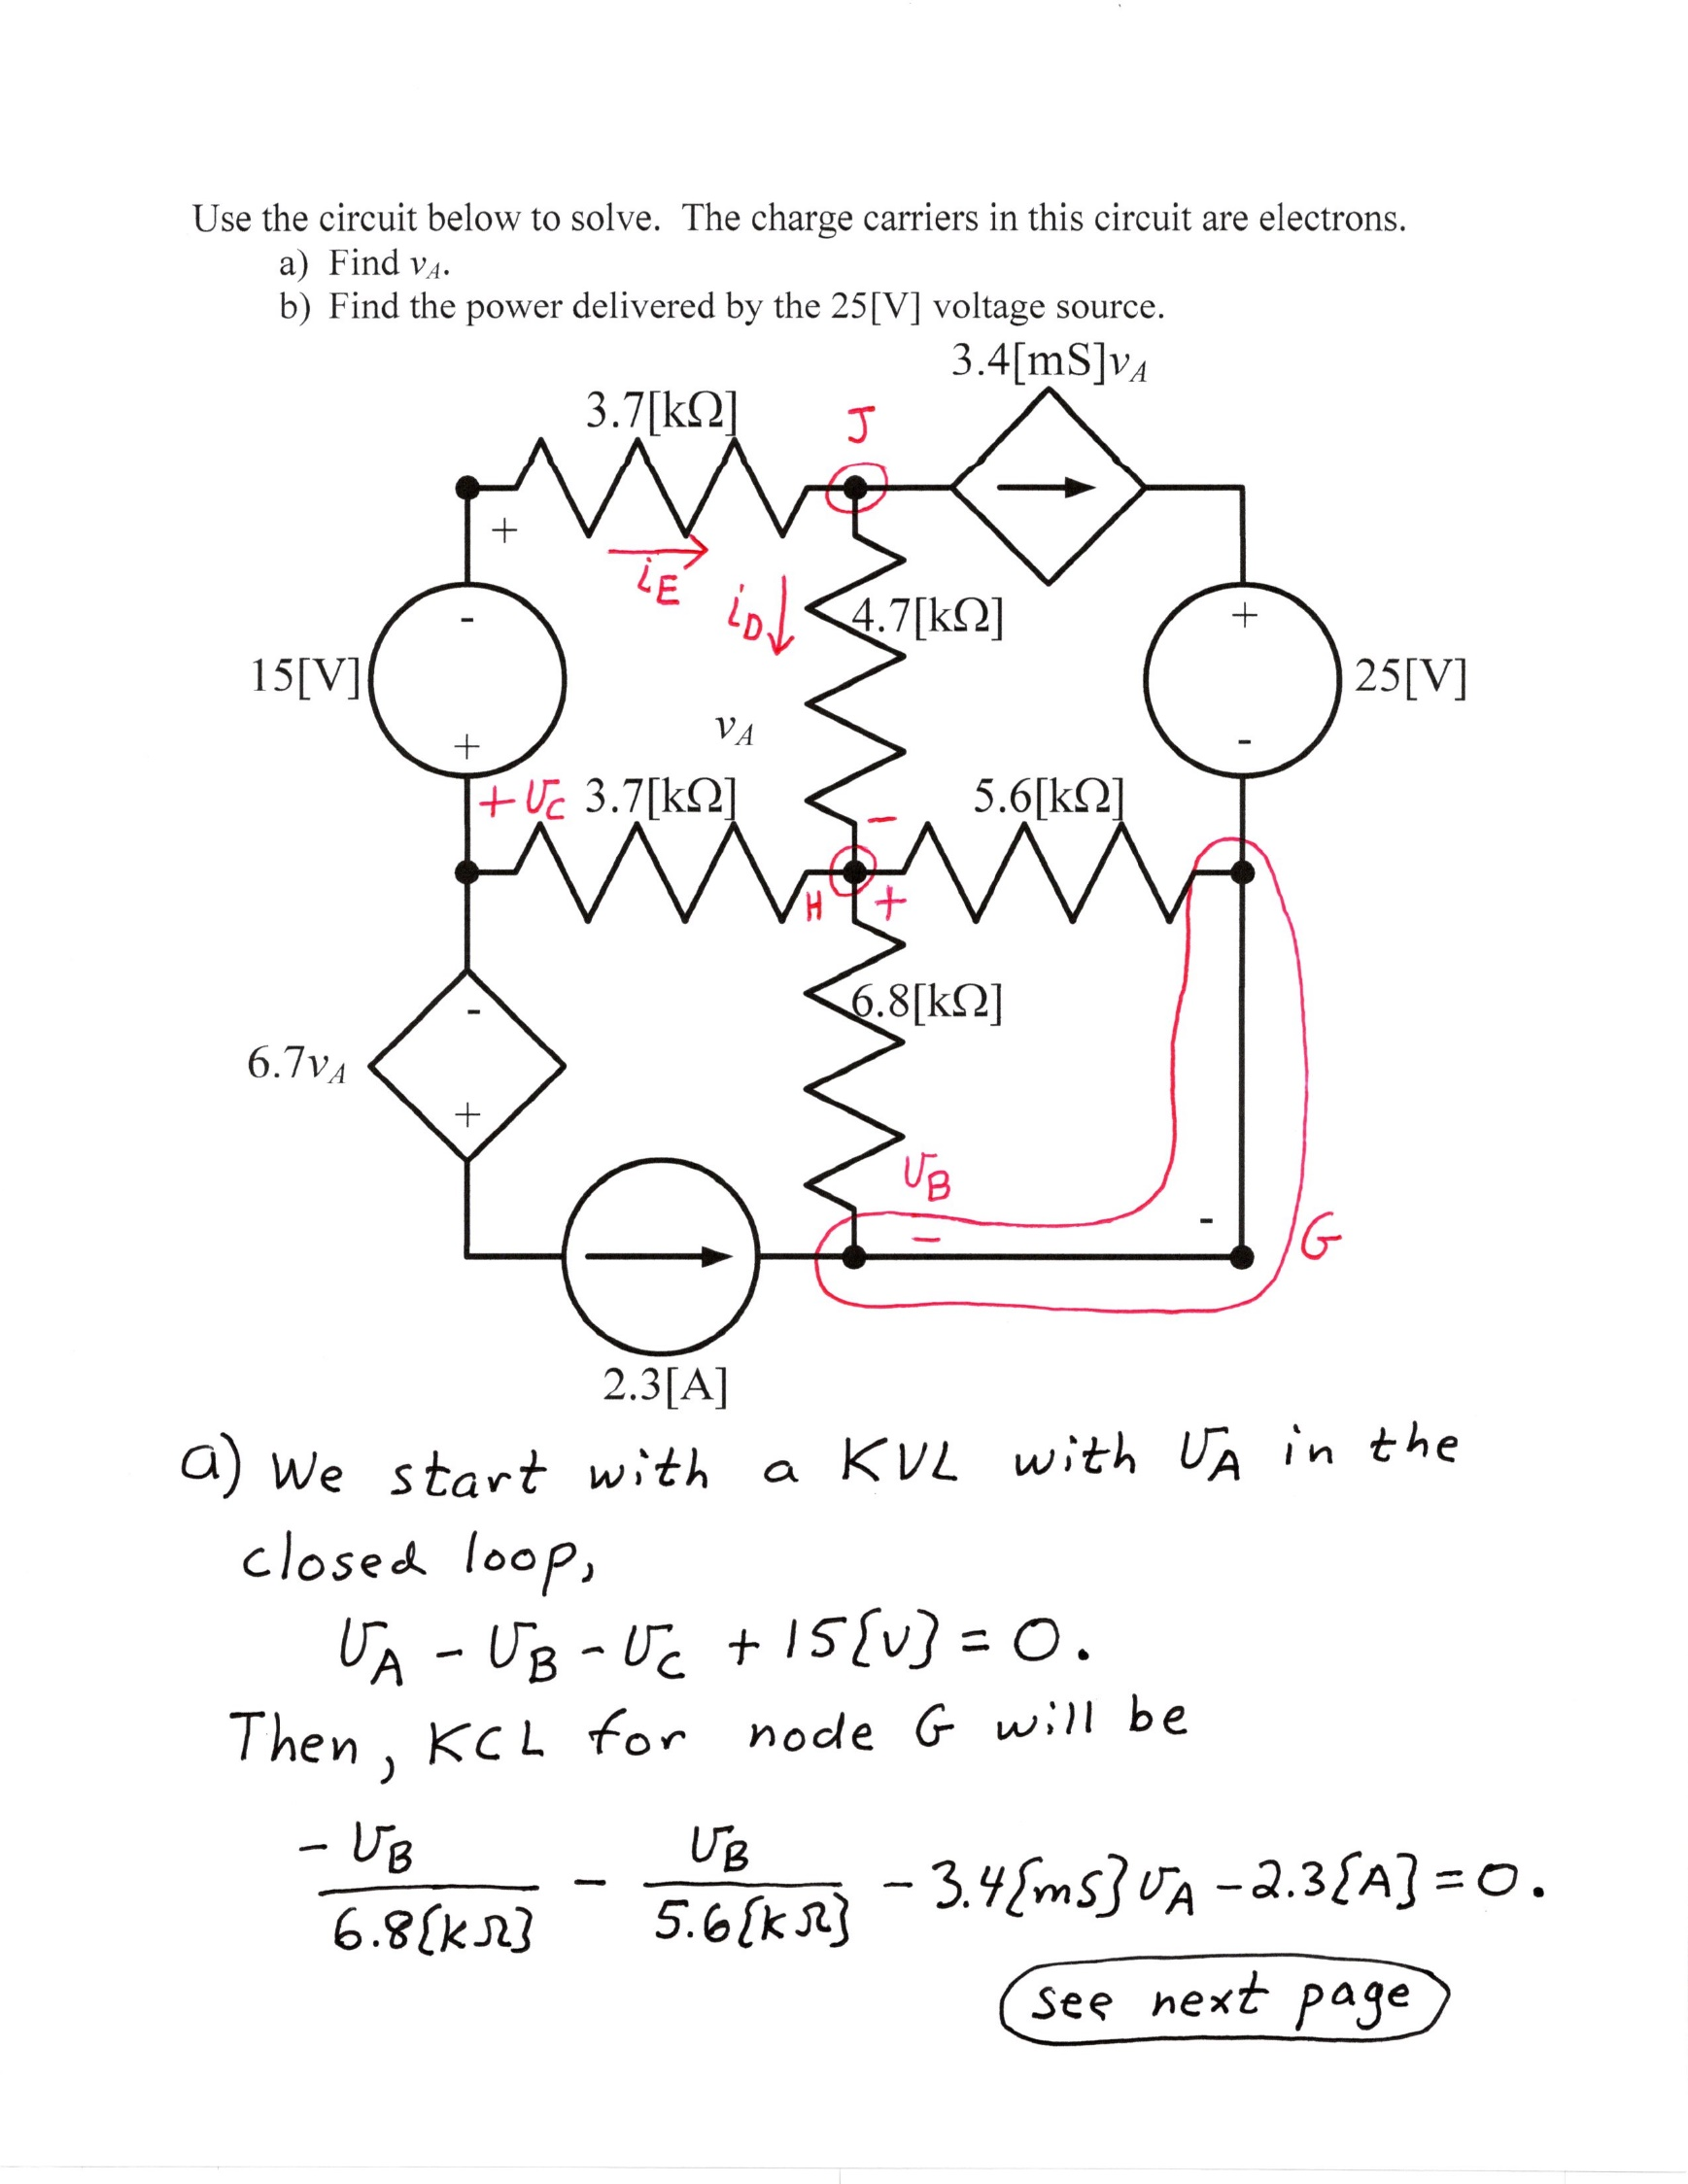 Use the circuit below to solve. The charge carriers in this circuit are electrons.
a) Find vA.
b) Find the power delivered by the 25[V] voltage source.
3.4[mS]vA
3.7[kΩ]
J
+
iE
iD
4.7[kΩ]
-
+
15[V]
+
-
25[V]
vA
+
-
+ vC 3.7[kΩ]
5.6[kΩ]
-
H
+
6.8[kΩ]
-
6.7vA
+
vB
-
-
G
2.3[A]
a) We start with a KVL with vA in the
closed loop,
vA - vB - vC + 15[V] = 0.
Then, KCL for node G will be
-vB/6.8[kΩ] - vB/5.6[kΩ] - 3.4[mS]vA - 2.3[A] = 0.
see next page